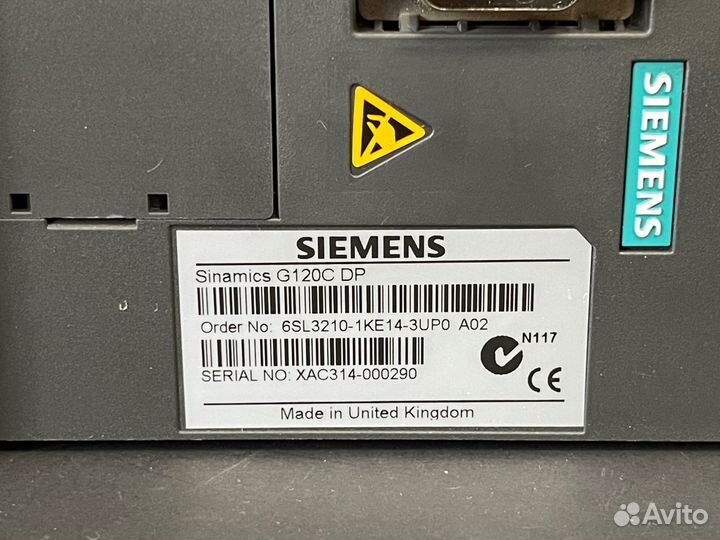 SIEMENS
SIEMENS
Sinamics G120C DP
Order No: 6SL3210-1KE14-3UP0 A02
N117
SERIAL NO: XAC314-000290
CE
Made in United Kingdom
Avito